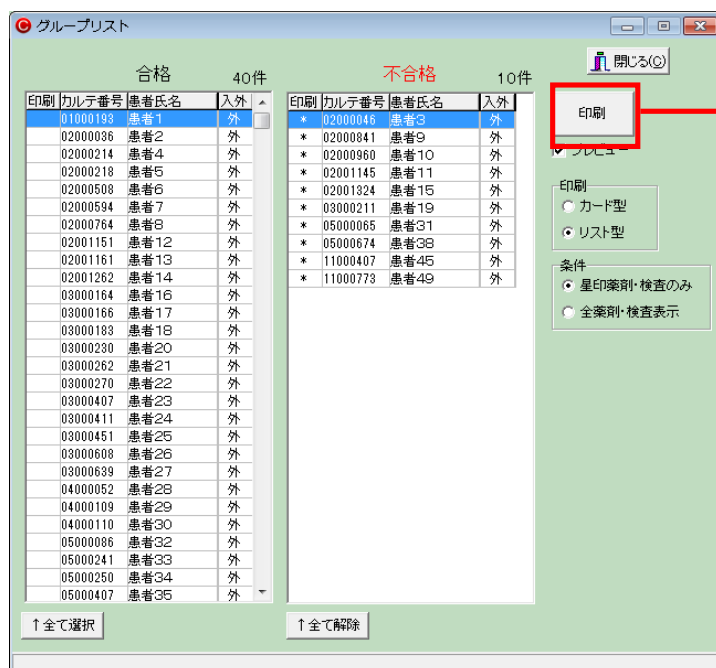 グループリスト
閉じる(C)
合格 40件
印刷 カルテ番号 患者氏名 入外
01000193 患者1 外
02000036 患者2 外
02000214 患者4 外
02000218 患者5 外
02000508 患者6 外
02000594 患者7 外
02000764 患者8 外
02001151 患者12 外
02001161 患者13 外
02001262 患者14 外
03000164 患者16 外
03000166 患者17 外
03000183 患者18 外
03000230 患者20 外
03000262 患者21 外
03000270 患者22 外
03000407 患者23 外
03000411 患者24 外
03000451 患者25 外
03000608 患者26 外
03000639 患者27 外
04000052 患者28 外
04000109 患者29 外
04000110 患者30 外
05000086 患者32 外
05000241 患者33 外
05000250 患者34 外
05000407 患者35 外
↑全て選択
不合格 10件
印刷 カルテ番号 患者氏名 入外
* 02000046 患者3 外
* 02000841 患者9 外
* 02000960 患者10 外
* 02001145 患者11 外
* 02001324 患者15 外
* 03000211 患者19 外
* 05000065 患者31 外
* 05000674 患者38 外
* 11000407 患者45 外
* 11000773 患者49 外
↑全て解除
印刷
プレビュー
印刷
カード型
リスト型
条件
星印薬剤・検査のみ
全薬剤・検査表示